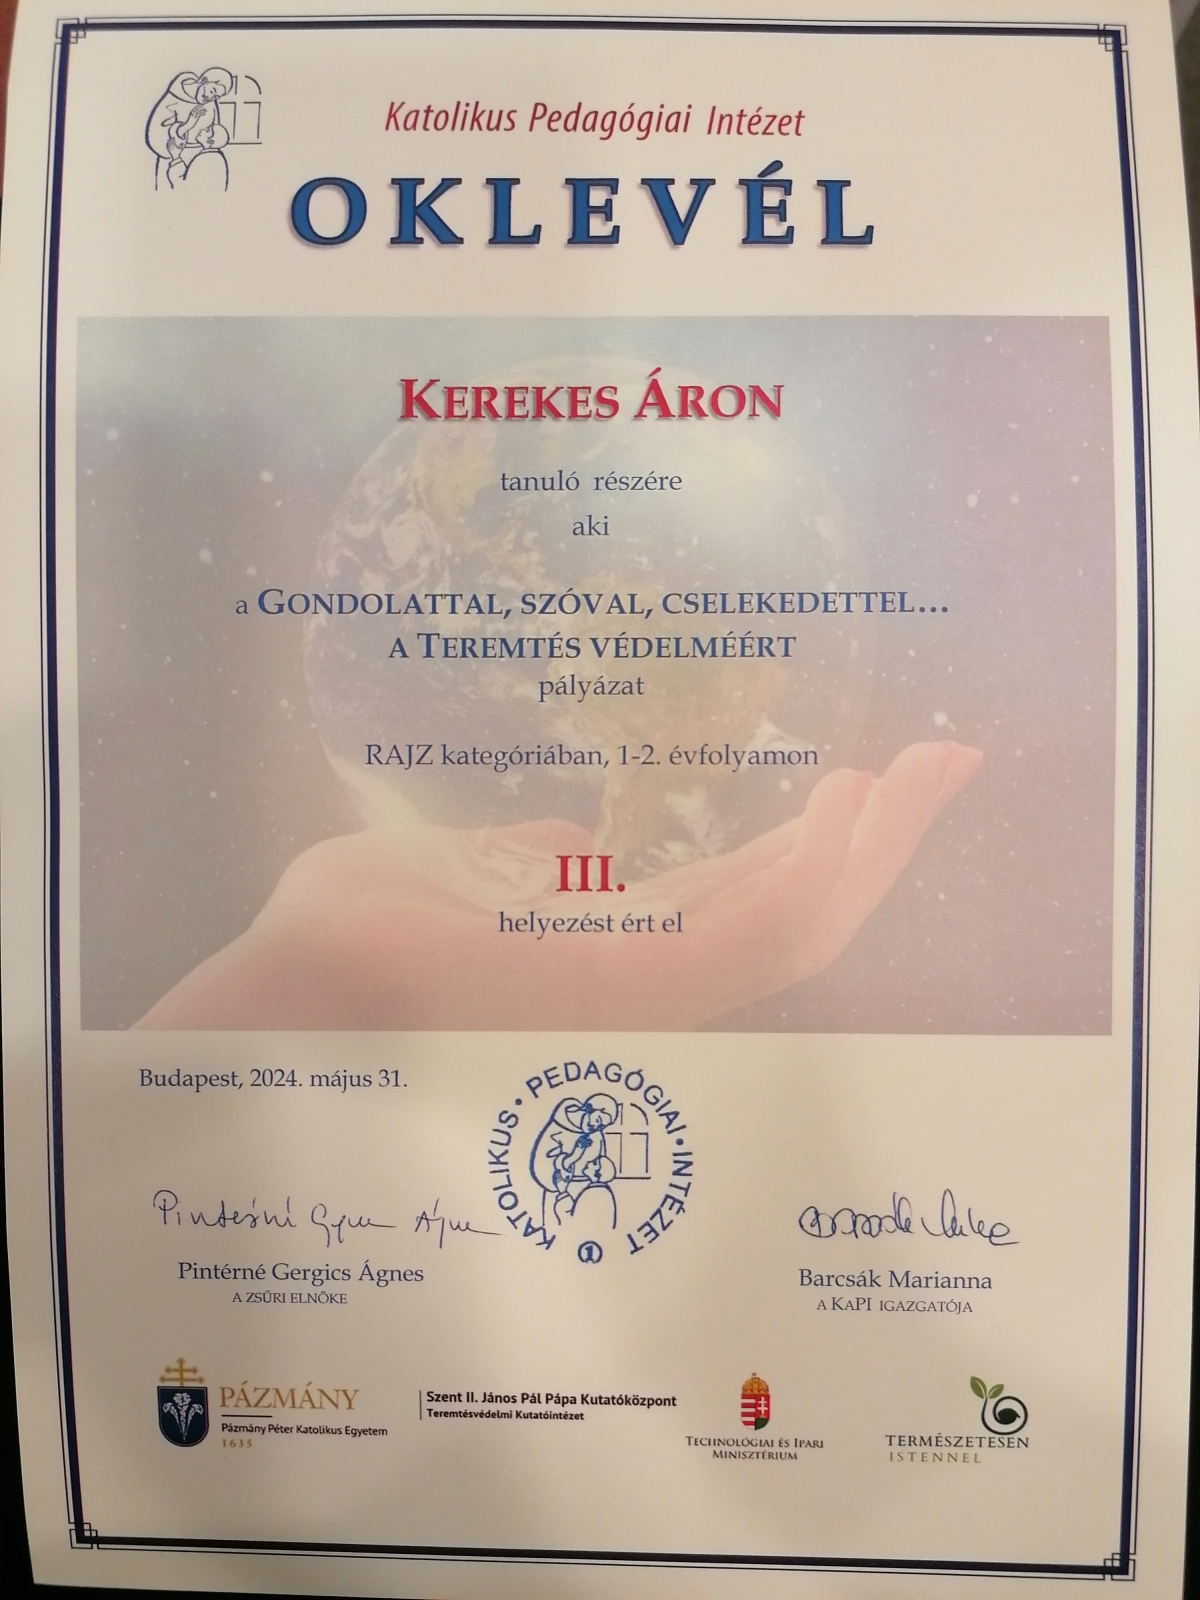 Katolikus Pedagógiai Intézet
OKLEVÉL
KEREKES ÁRON
tanuló részére
aki
a GONDOLATTAL, SZÓVAL, CSELEKEDETTEL...
A TEREMTÉS VÉDELMÉÉRT
pályázat
RAJZ kategóriában, 1-2. évfolyamon
III.
helyezést ért el
Budapest, 2024. május 31.
KATOLIKUS • PEDAGÓGIAI • INTÉZET
1
Pintérné Gergics Ágnes
A ZSŰRI ELNÖKE
Barcsák Marianna
A KAPI IGAZGATÓJA
PÁZMÁNY
Pázmány Péter Katolikus Egyetem
1635
Szent II. János Pál Pápa Kutatóközpont
Teremtésvédelmi Kutatóintézet
TECHNOLÓGIAI ÉS IPARI
MINISZTÉRIUM
TERMÉSZETESEN
ISTENNEL